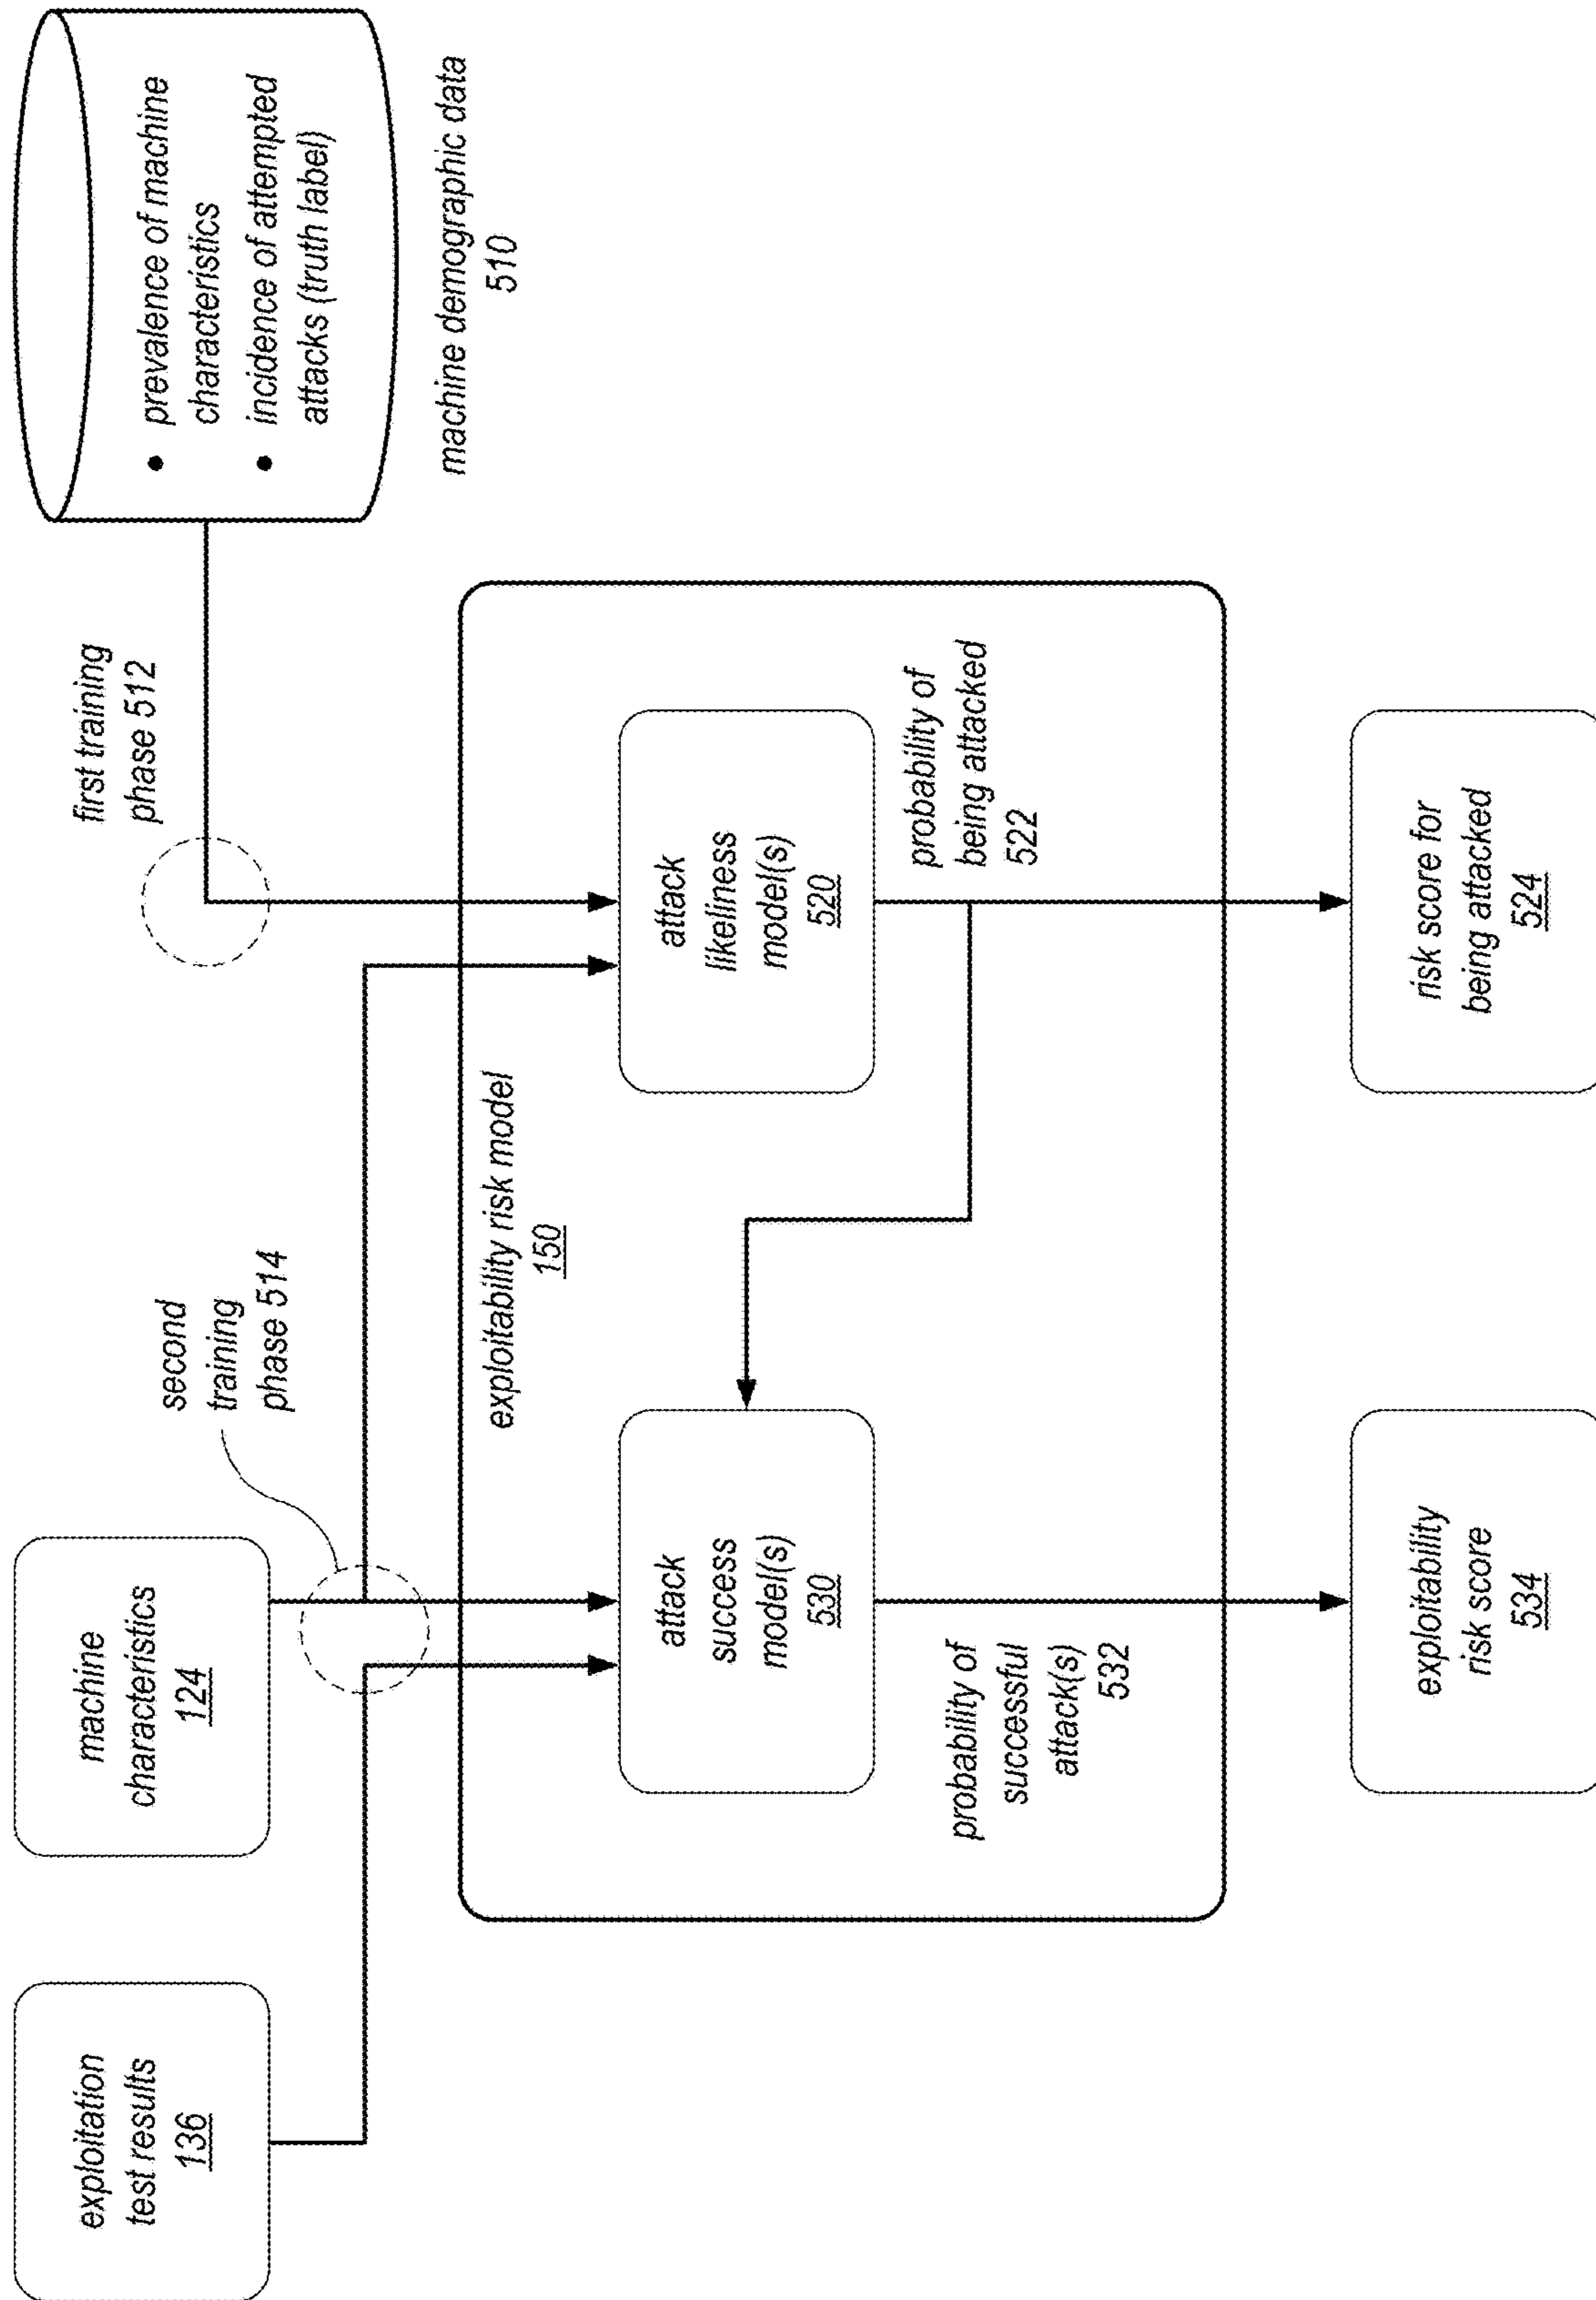 exploitation
test results
136
machine
characteristics
124
second
training
phase 514
first training
phase 512
• prevalence of machine
characteristics
• incidence of attempted
attacks (truth label)
machine demographic data
510
exploitability risk model
150
attack
success
model(s)
530
attack
likeliness
model(s)
520
probability of
successful
attack(s)
532
probability of
being attacked
522
exploitability
risk score
534
risk score for
being attacked
524